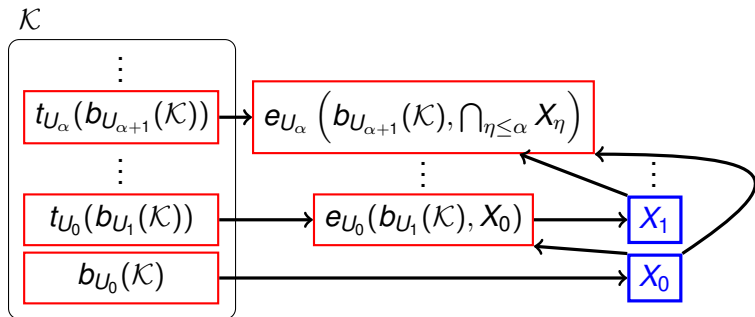 𝒦
⋮
t_{U_α}(b_{U_{α+1}}(𝒦)) e_{U_α}(b_{U_{α+1}}(𝒦), ⋂_{η≤α} X_η)
⋮ ⋮ ⋮
t_{U_0}(b_{U_1}(𝒦)) e_{U_0}(b_{U_1}(𝒦), X_0) X_1
b_{U_0}(𝒦) X_0